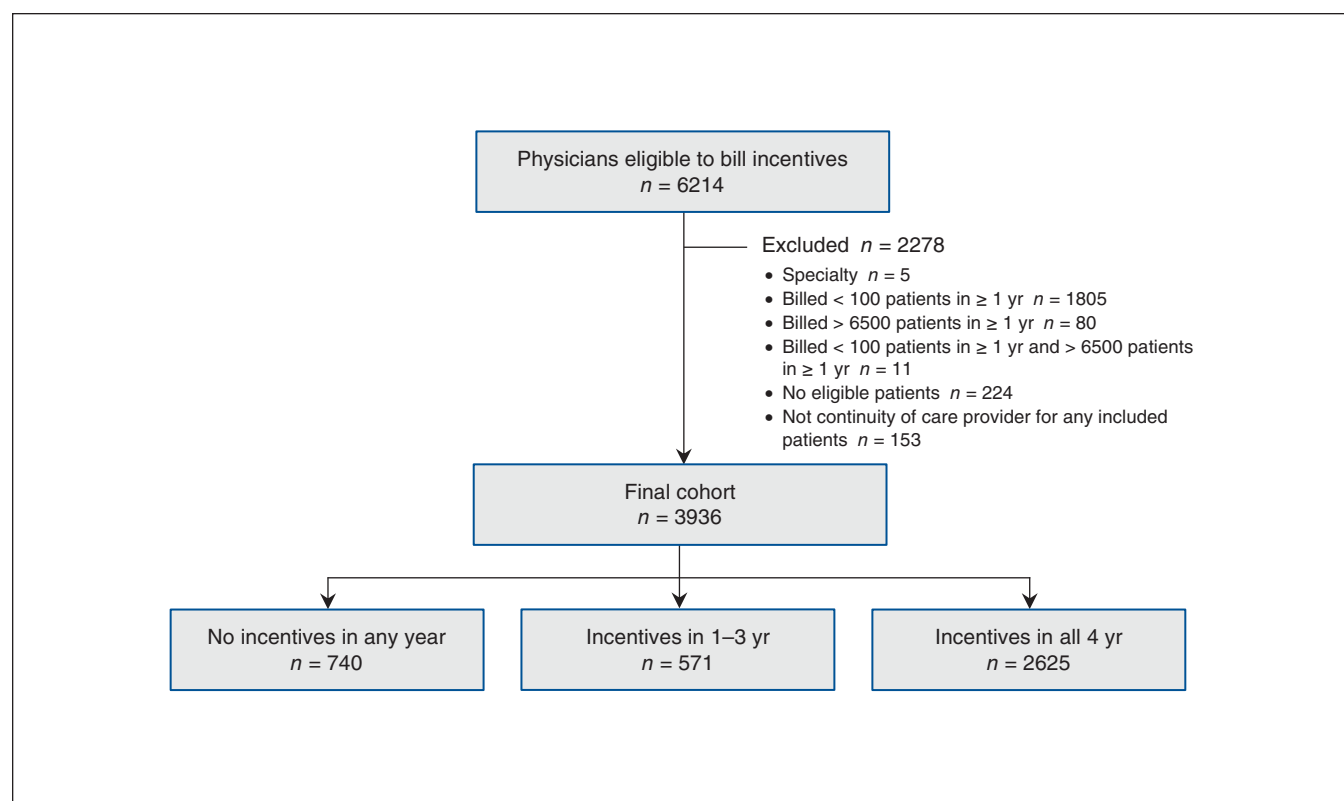 Physicians eligible to bill incentives
n = 6214
Excluded n = 2278
• Specialty n = 5
• Billed < 100 patients in ≥ 1 yr n = 1805
• Billed > 6500 patients in ≥ 1 yr n = 80
• Billed < 100 patients in ≥ 1 yr and > 6500 patients
in ≥ 1 yr n = 11
• No eligible patients n = 224
• Not continuity of care provider for any included
patients n = 153
Final cohort
n = 3936
No incentives in any year
n = 740
Incentives in 1–3 yr
n = 571
Incentives in all 4 yr
n = 2625